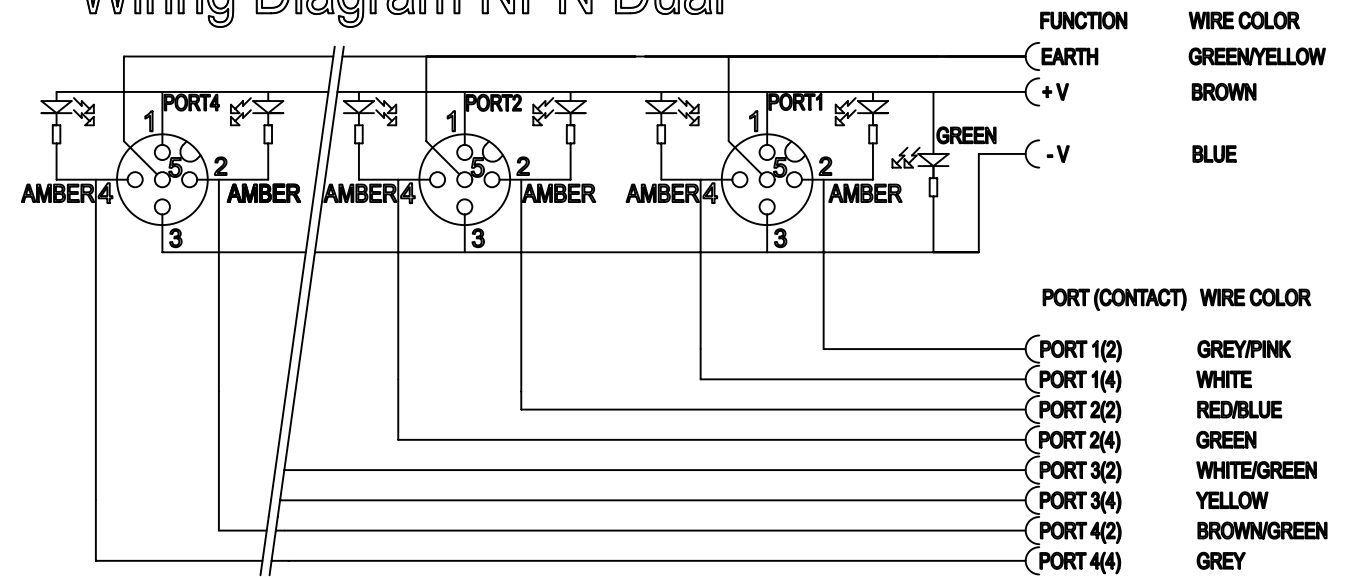 Wiring Diagram NPN Dual
FUNCTION WIRE COLOR
EARTH GREEN/YELLOW
+ V BROWN
- V BLUE
PORT4 PORT2 PORT1
1 1 1
GREEN
5 2 5 2 5 2
AMBER 4 AMBER AMBER 4 AMBER AMBER 4 AMBER
3 3 3
PORT (CONTACT) WIRE COLOR
PORT 1(2) GREY/PINK
PORT 1(4) WHITE
PORT 2(2) RED/BLUE
PORT 2(4) GREEN
PORT 3(2) WHITE/GREEN
PORT 3(4) YELLOW
PORT 4(2) BROWN/GREEN
PORT 4(4) GREY